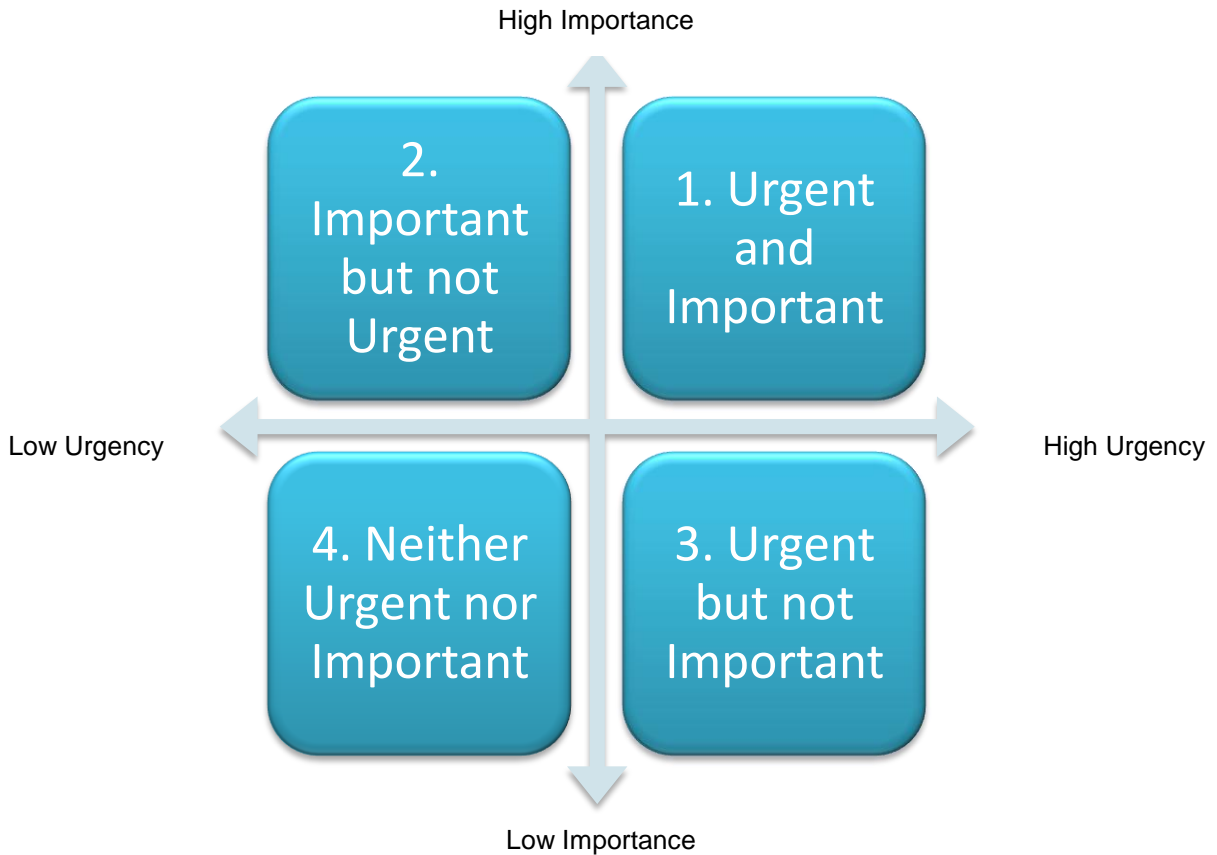 High Importance
2.
Important
but not
Urgent
1. Urgent
and
Important
Low Urgency
High Urgency
4. Neither
Urgent nor
Important
3. Urgent
but not
Important
Low Importance